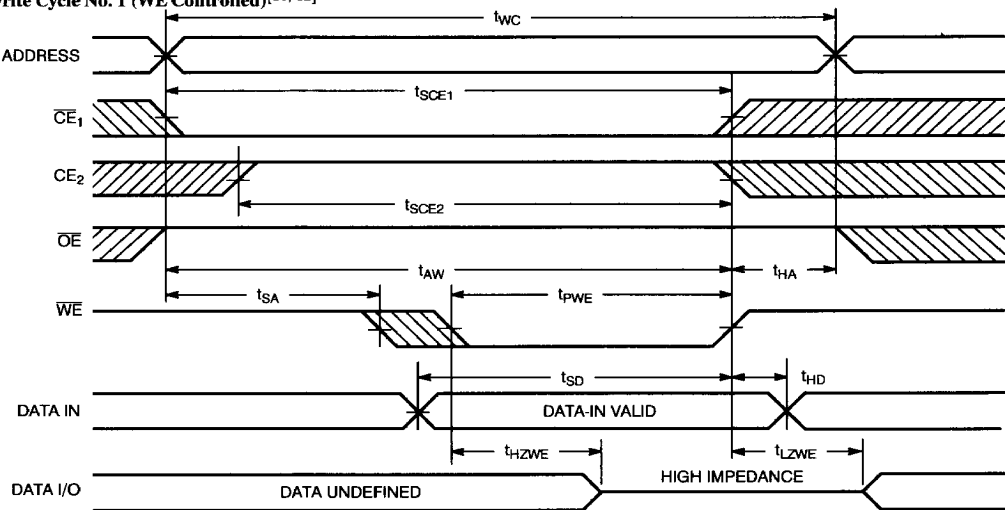 rite Cycle No. 1 (WE Controlled)
tWC
ADDRESS
tSCE1
CE1
CE2
tSCE2
OE
tAW
tHA
tSA
tPWE
WE
tSD
tHD
DATA IN
DATA-IN VALID
tHZWE
tLZWE
HIGH IMPEDANCE
DATA I/O
DATA UNDEFINED